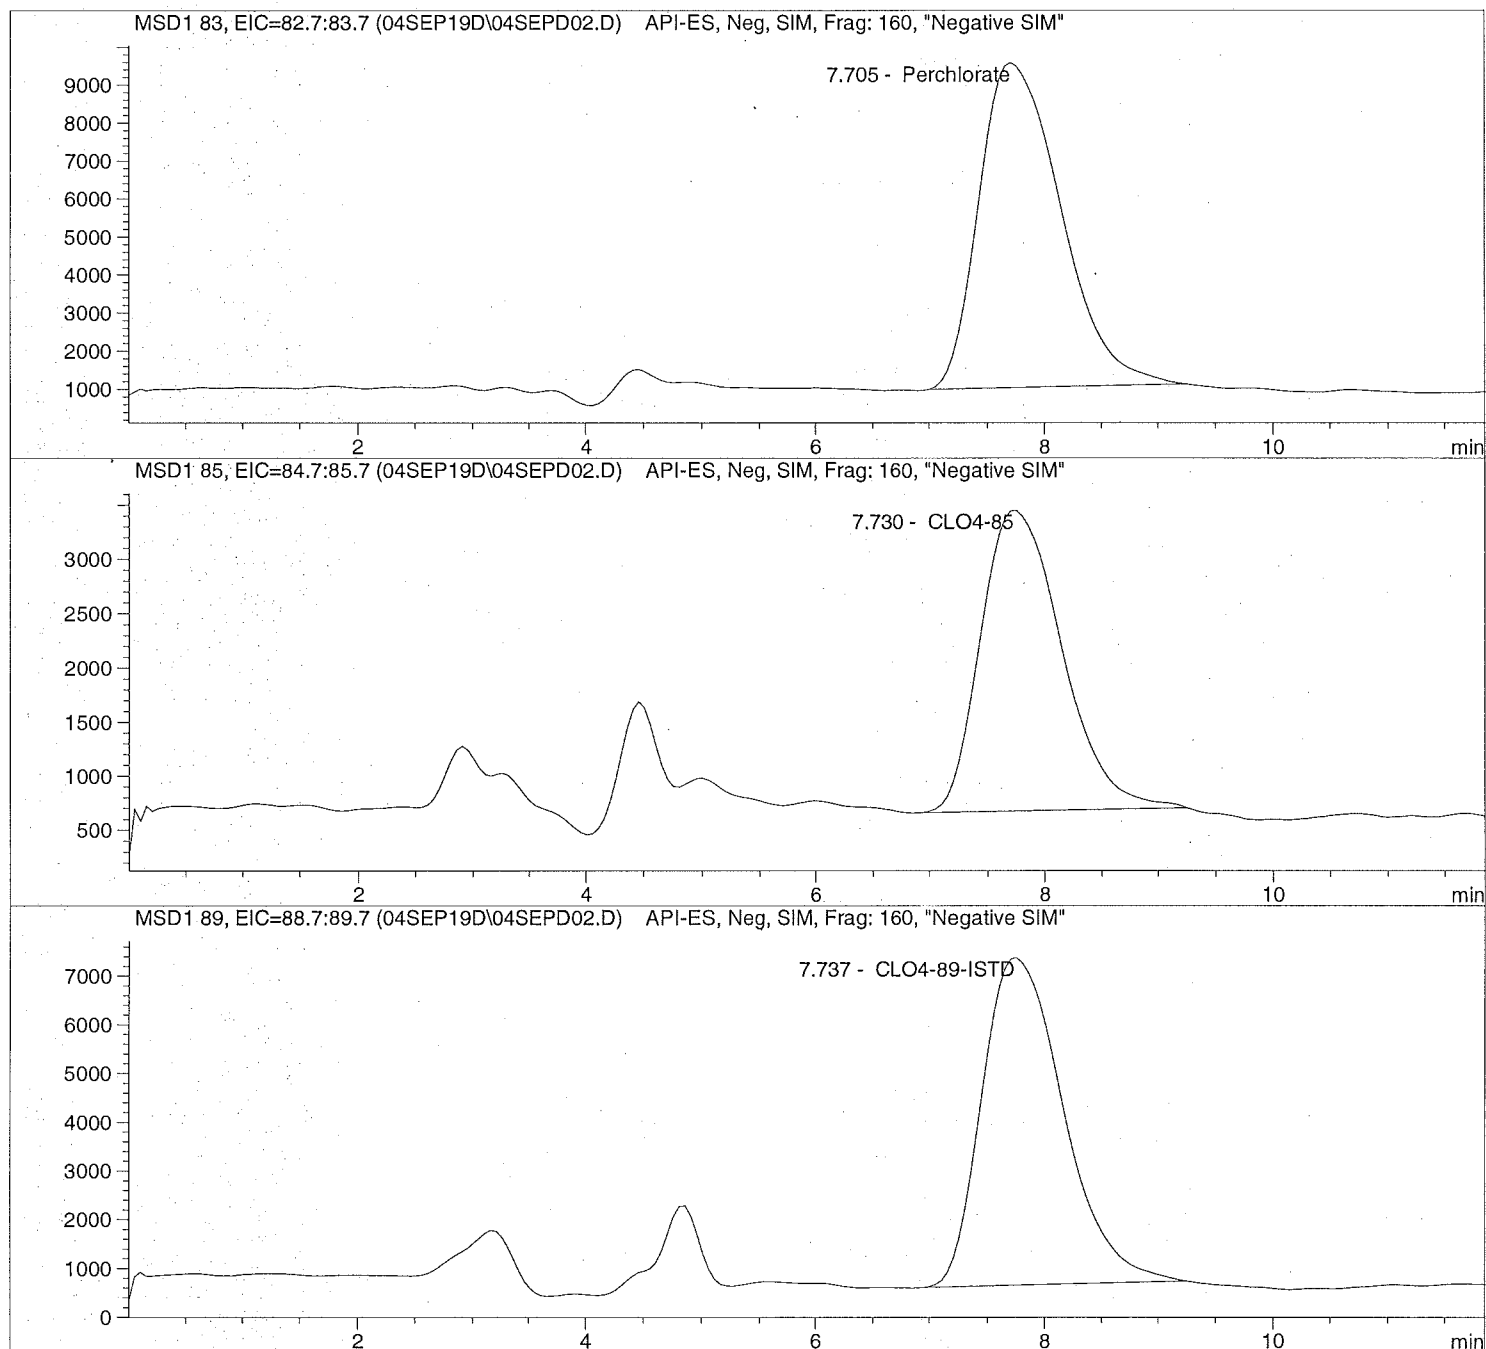 MSD1 83, EIC=82.7:83.7 (04SEP19D\04SEPD02.D) API-ES, Neg, SIM, Frag: 160, "Negative SIM"
7.705 - Perchlorate
9000
8000
7000
6000
5000
4000
3000
2000
1000
2 4 6 8 10 min
MSD1 85, EIC=84.7:85.7 (04SEP19D\04SEPD02.D) API-ES, Neg, SIM, Frag: 160, "Negative SIM"
7.730 - CLO4-85
3000
2500
2000
1500
1000
500
2 4 6 8 10 min
MSD1 89, EIC=88.7:89.7 (04SEP19D\04SEPD02.D) API-ES, Neg, SIM, Frag: 160, "Negative SIM"
7.737 - CLO4-89-ISTD
7000
6000
5000
4000
3000
2000
1000
0
2 4 6 8 10 min